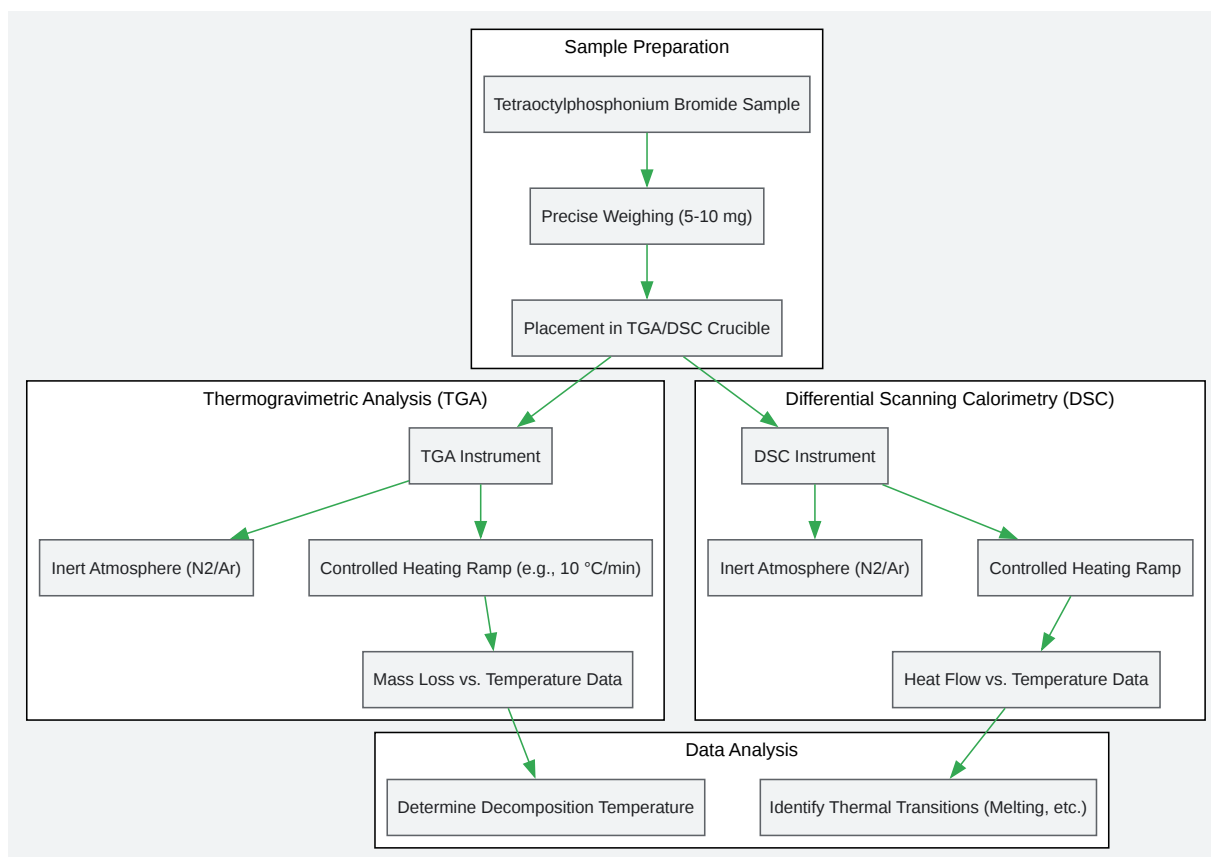 Sample Preparation
Tetraoctylphosphonium Bromide Sample
Precise Weighing (5-10 mg)
Placement in TGA/DSC Crucible
Thermogravimetric Analysis (TGA)
TGA Instrument
Inert Atmosphere (N2/Ar)
Controlled Heating Ramp (e.g., 10 °C/min)
Mass Loss vs. Temperature Data
Differential Scanning Calorimetry (DSC)
DSC Instrument
Inert Atmosphere (N2/Ar)
Controlled Heating Ramp
Heat Flow vs. Temperature Data
Data Analysis
Determine Decomposition Temperature
Identify Thermal Transitions (Melting, etc.)